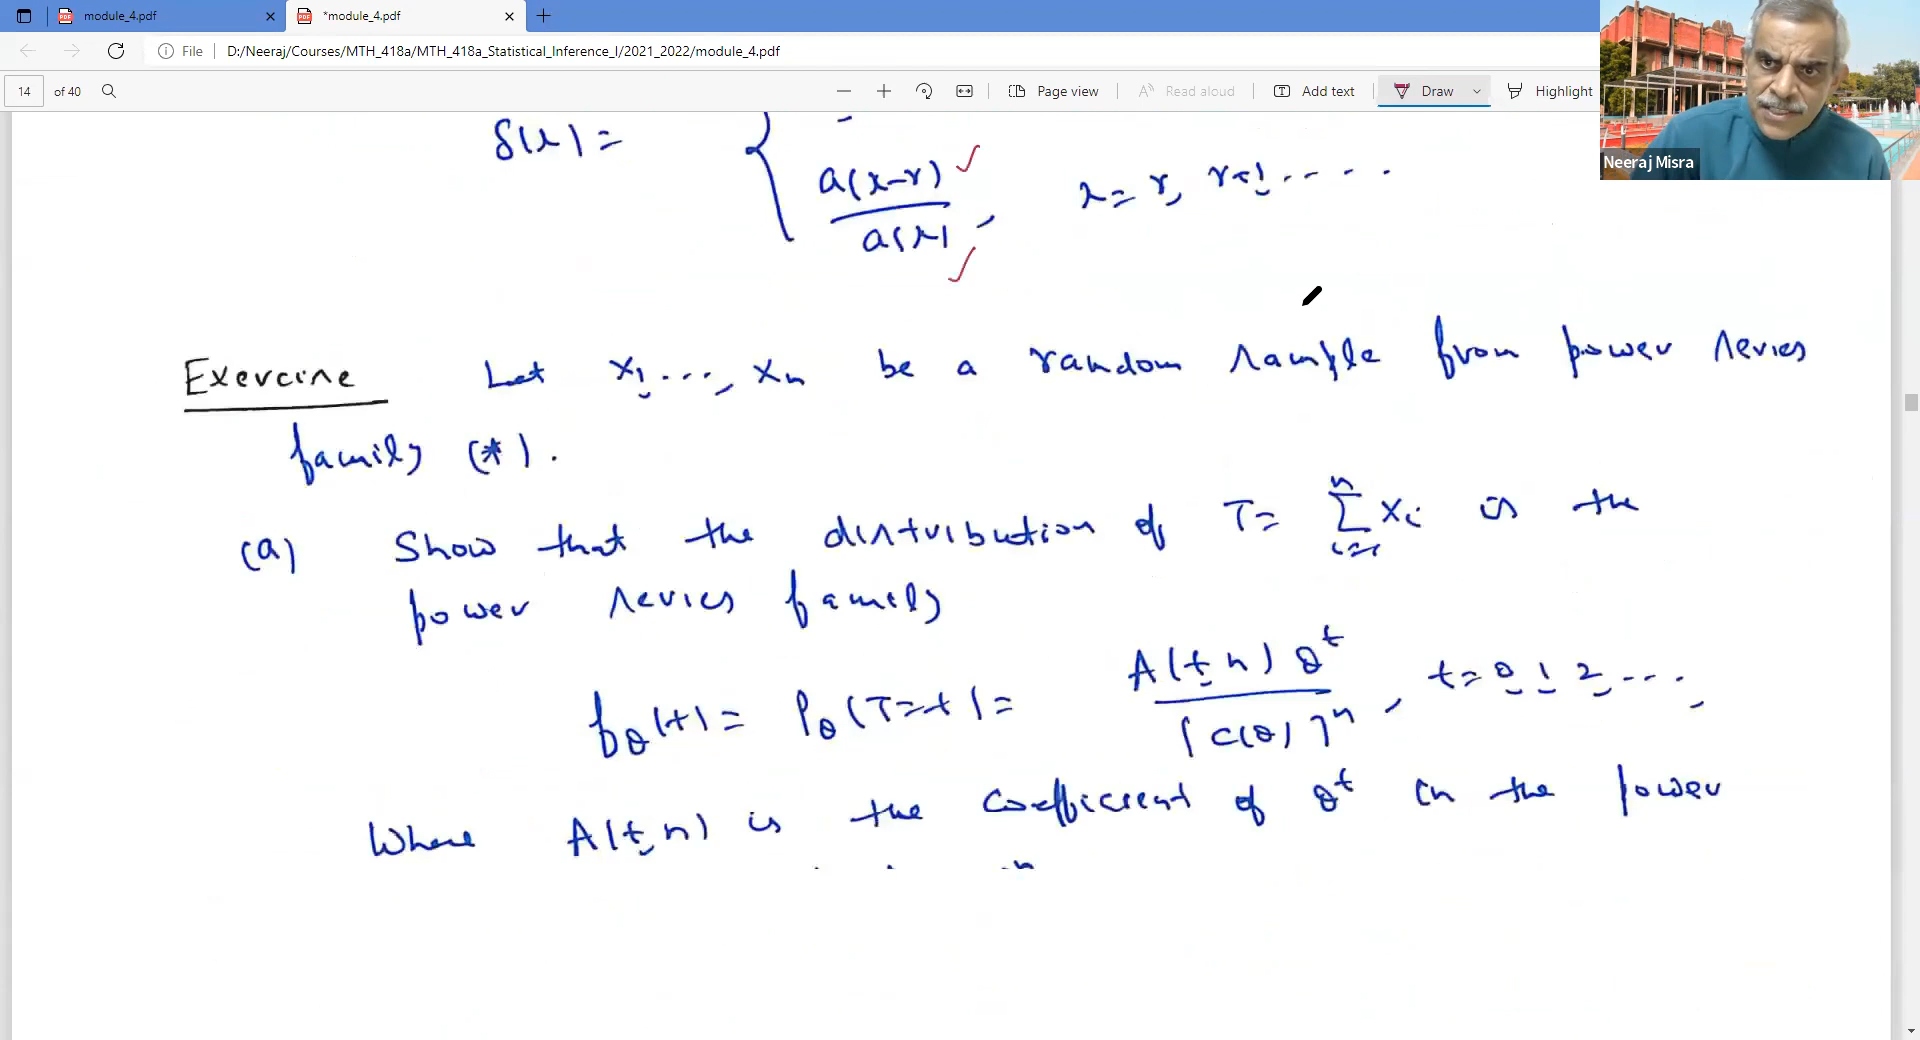 module_4.pdf
*module_4.pdf
File D:/Neeraj/Courses/MTH_418a/MTH_418a_Statistical_Inference_I/2021_2022/module_4.pdf
14 of 40 Page view Read aloud Add text Draw Highlight
Neeraj Misra
δ(x) = { a(x-r) / a(x), x = r, r+1, ....
Exercise Let X1, ..., Xn be a random sample from power series
family (*).
(a) Show that the distribution of T = Σ_{i=1}^{n} Xi is the
power series family
f_θ(t) = P_θ(T=t) = A(t, n) θ^t / [C(θ)]^n, t = 0, 1, 2, ...,
Where A(t, n) is the coefficient of θ^t in the power